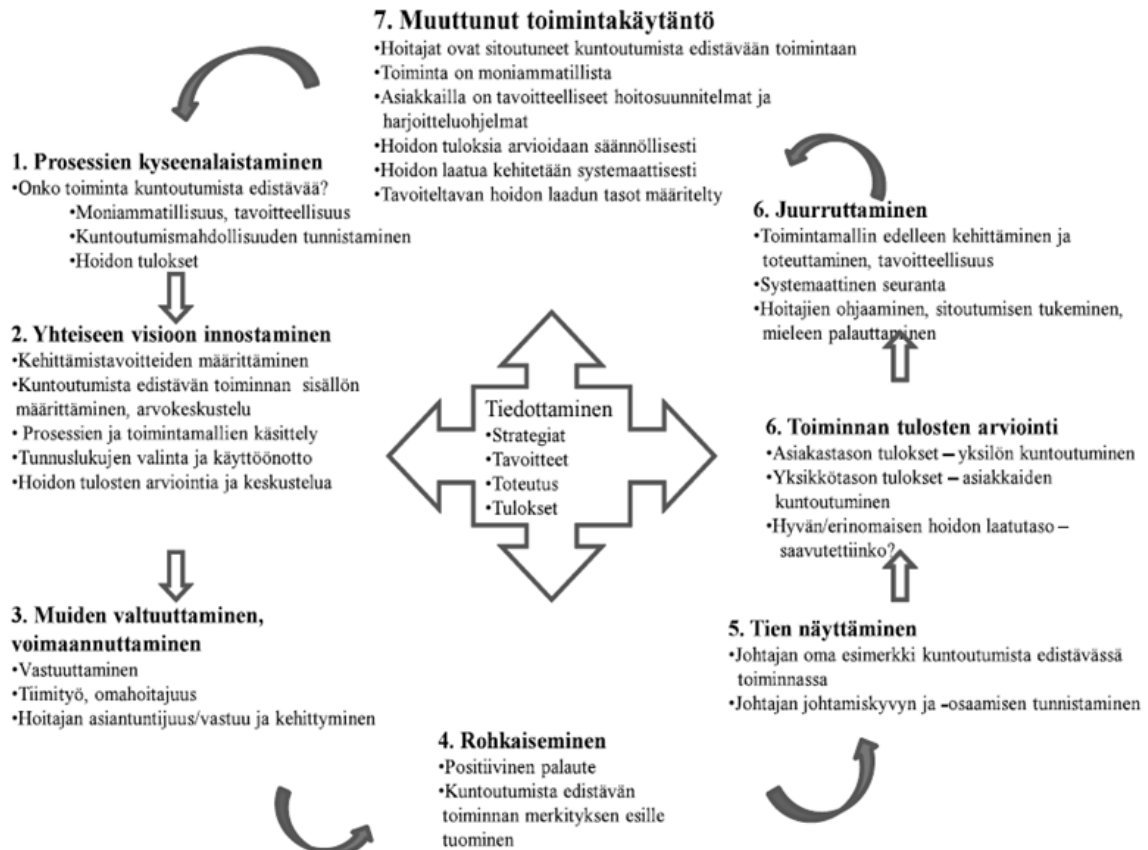 7. Muuttunut toimintakäytäntö
•Hoitajat ovat sitoutuneet kuntoutumista edistävään toimintaan
•Toiminta on moniammatillista
•Asiakkailla on tavoitteelliset hoitosuunnitelmat ja
harjoitteluohjelmat
•Hoidon tuloksia arvioidaan säännöllisesti
•Hoidon laatua kehitetään systemaattisesti
•Tavoiteltavan hoidon laadun tasot määritelty
1. Prosessien kyseenalaistaminen
•Onko toiminta kuntoutumista edistävää?
•Moniammatillisuus, tavoitteellisuus
•Kuntoutumismahdollisuuden tunnistaminen
•Hoidon tulokset
2. Yhteiseen visioon innostaminen
•Kehittämistavoitteiden määrittäminen
•Kuntoutumista edistävän toiminnan sisällön
määrittäminen, arvokeskustelu
• Prosessien ja toimintamallien käsittely
•Tunnuslukujen valinta ja käyttöönotto
•Hoidon tulosten arviointia ja keskustelua
3. Muiden valtuuttaminen,
voimaannuttaminen
•Vastuuttaminen
•Tiimityö, omahoitajuus
•Hoitajan asiantuntijuus/vastuu ja kehittyminen
Tiedottaminen
•Strategiat
•Tavoitteet
•Toteutus
•Tulokset
4. Rohkaiseminen
•Positiivinen palaute
•Kuntoutumista edistävän
toiminnan merkityksen esille
tuominen
5. Tien näyttäminen
•Johtajan oma esimerkki kuntoutumista edistävässä
toiminnassa
•Johtajan johtamiskyvyn ja -osaamisen tunnistaminen
6. Toiminnan tulosten arviointi
•Asiakastason tulokset – yksilön kuntoutuminen
•Yksikkötason tulokset – asiakkaiden
kuntoutuminen
•Hyvän/erinomaisen hoidon laatutaso –
saavutettiinko?
6. Juurruttaminen
•Toimintamallin edelleen kehittäminen ja
toteuttaminen, tavoitteellisuus
•Systemaattinen seuranta
•Hoitajien ohjaaminen, sitoutumisen tukeminen,
mieleen palauttaminen